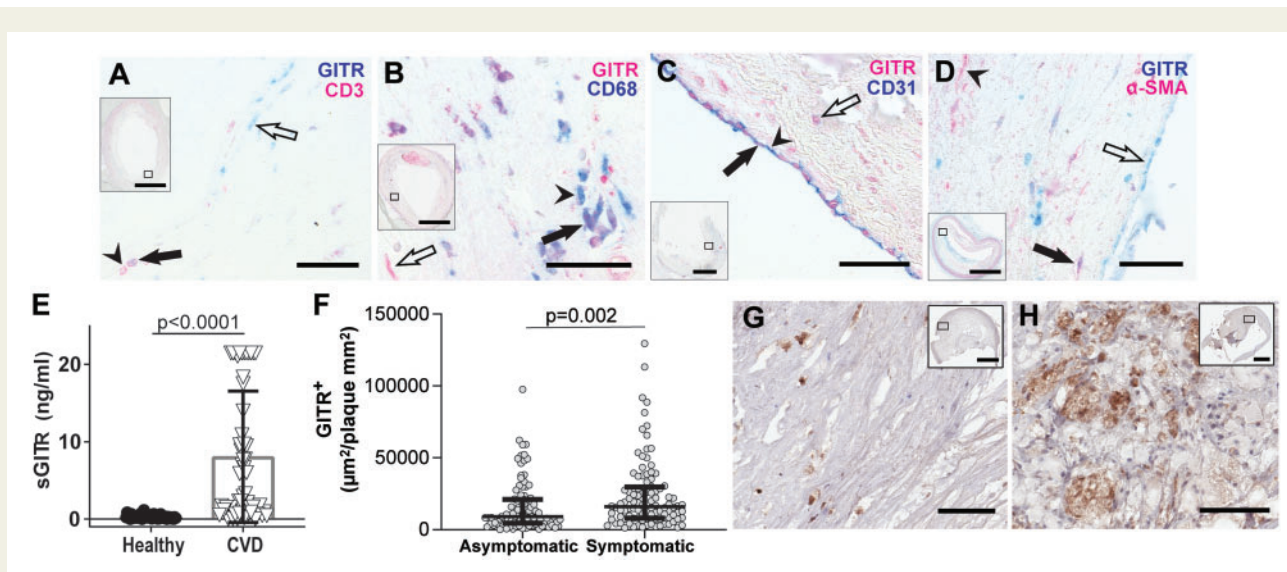 A
GITR
CD3
B
GITR
CD68
C
GITR
CD31
D
GITR
α-SMA
E
p<0.0001
sGITR (ng/ml)
20
10
0
Healthy
CVD
F
p=0.002
GITR+
(µm2/plaque mm2)
150000
100000
50000
0
Asymptomatic
Symptomatic
G
H